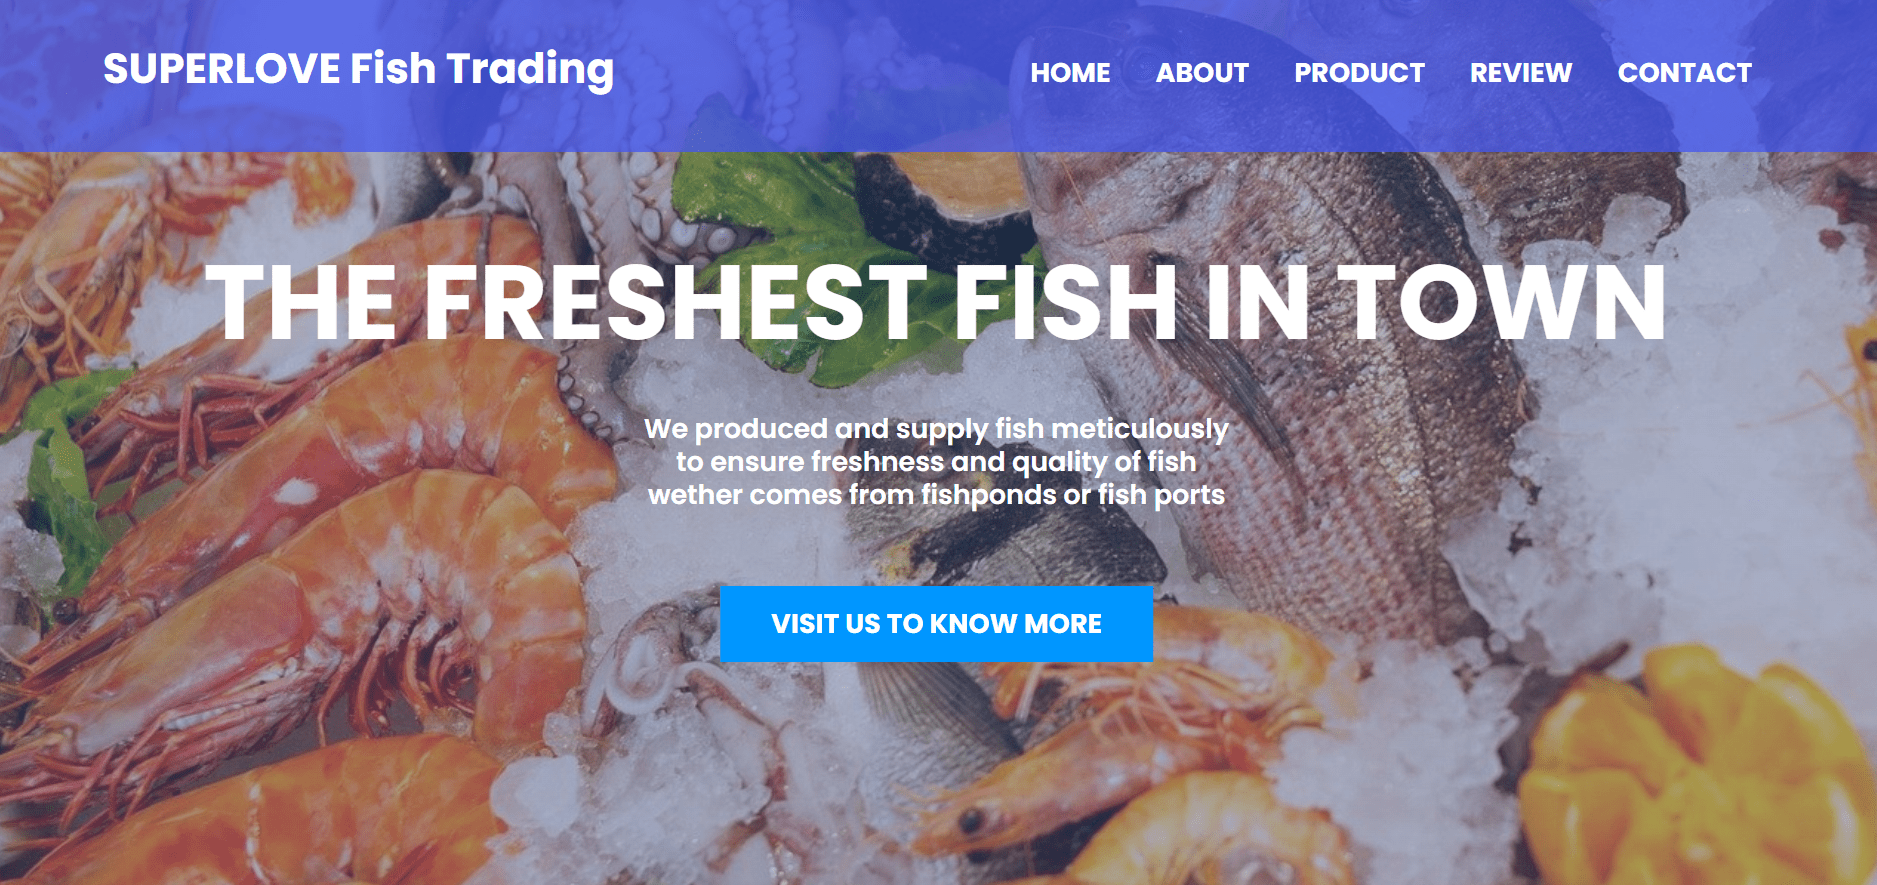 SUPERLOVE Fish Trading
HOME ABOUT PRODUCT REVIEW CONTACT
THE FRESHEST FISH IN TOWN
We produced and supply fish meticulously
to ensure freshness and quality of fish
wether comes from fishponds or fish ports
VISIT US TO KNOW MORE